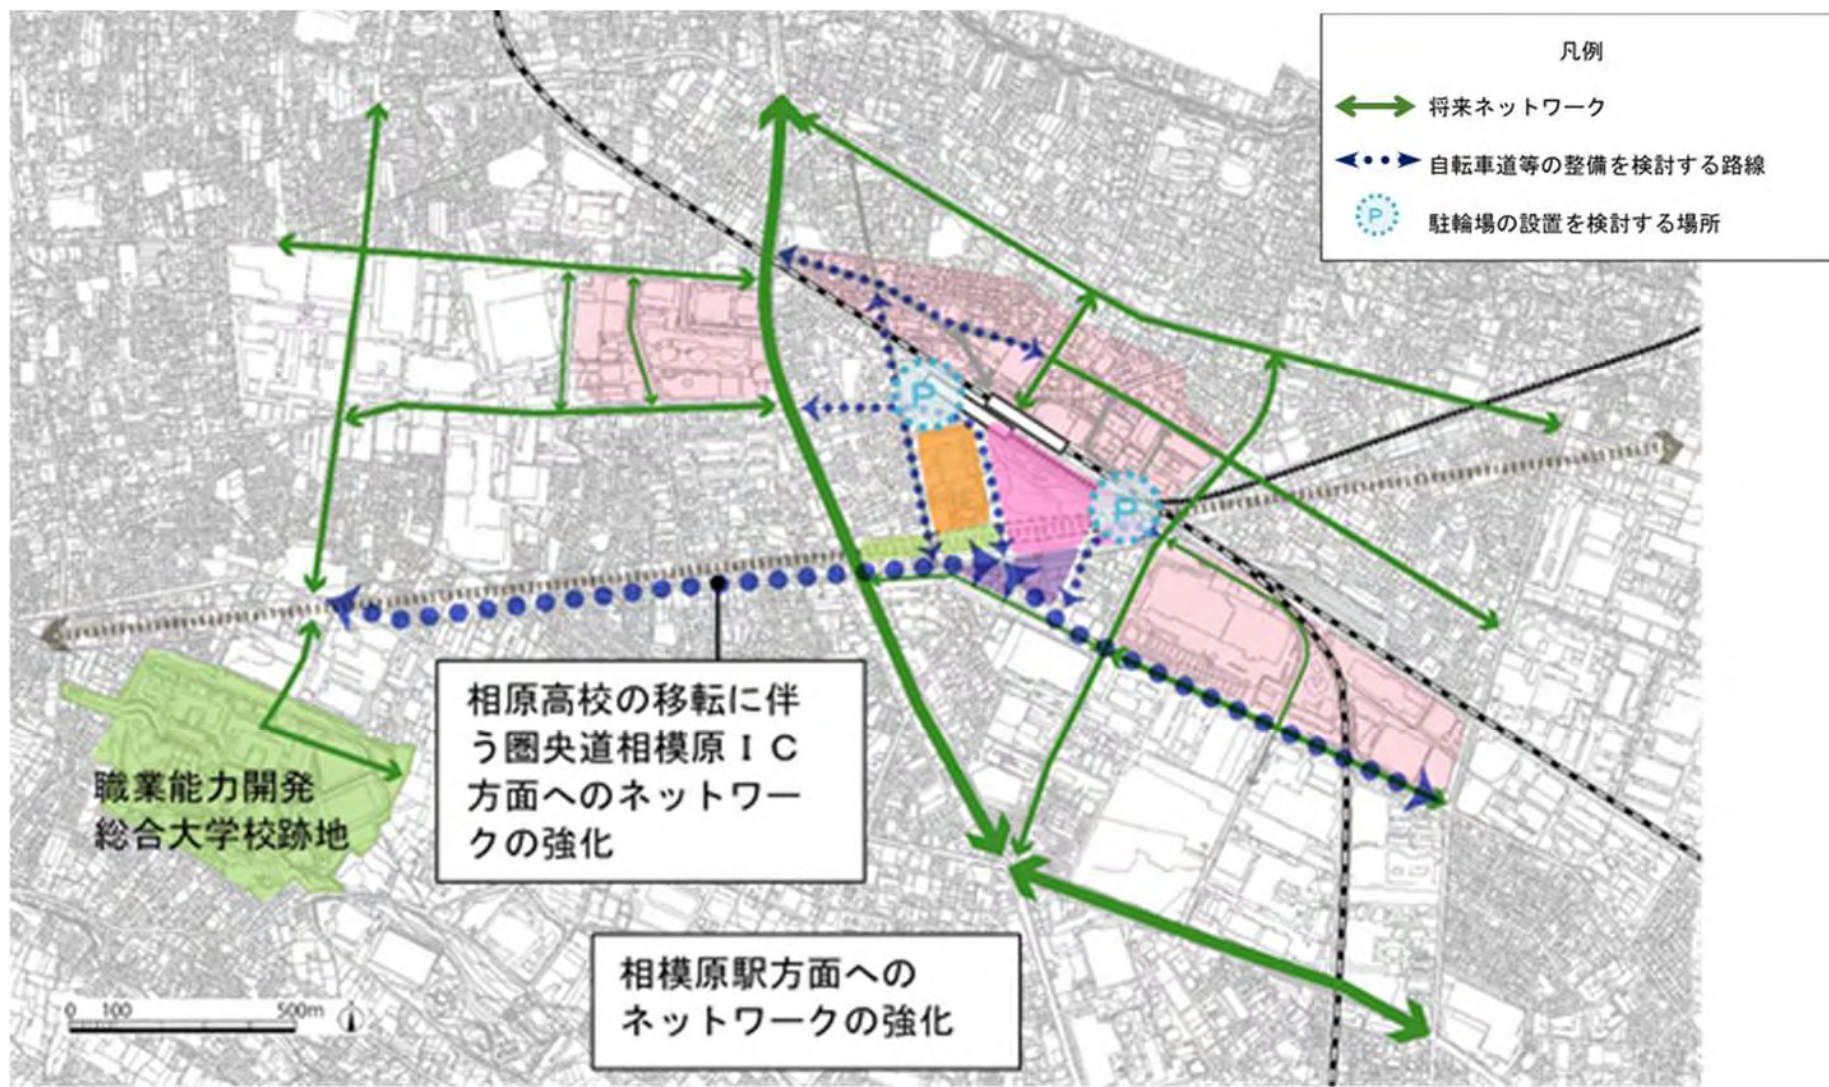 凡例
将来ネットワーク
自転車道等の整備を検討する路線
P
駐輪場の設置を検討する場所
P
P
相原高校の移転に伴
う圏央道相模原ＩＣ
方面へのネットワー
クの強化
職業能力開発
総合大学校跡地
相模原駅方面への
ネットワークの強化
0 100 500m